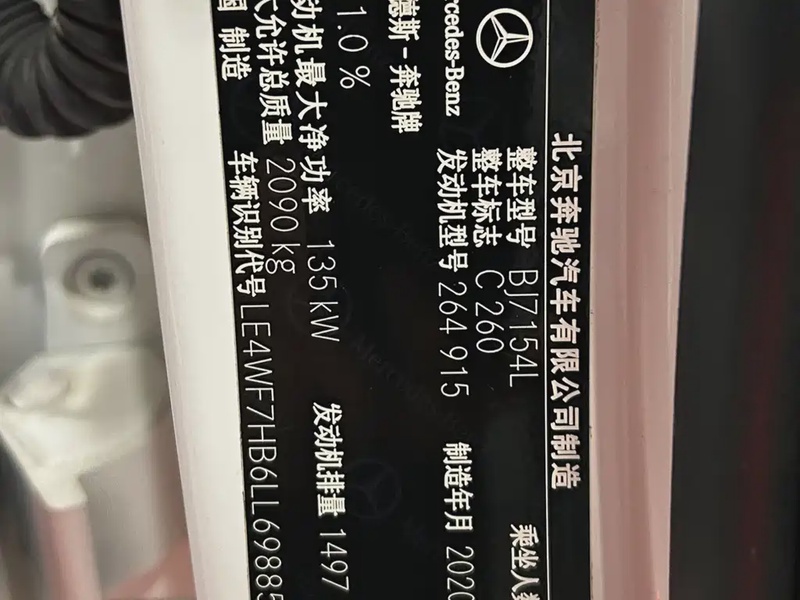 北京奔驰汽车有限公司制造
整车型号 BJ7154L 乘坐人数
Mercedes-Benz 整车标志 C 260
发动机型号 264 915 制造年月 2020
德斯-奔驰牌
1.0 %
动机最大净功率 135 kW 发动机排量 1497
大允许总质量 2090 kg
国 制造 车辆识别代号 LE4WF7HB6LL69885